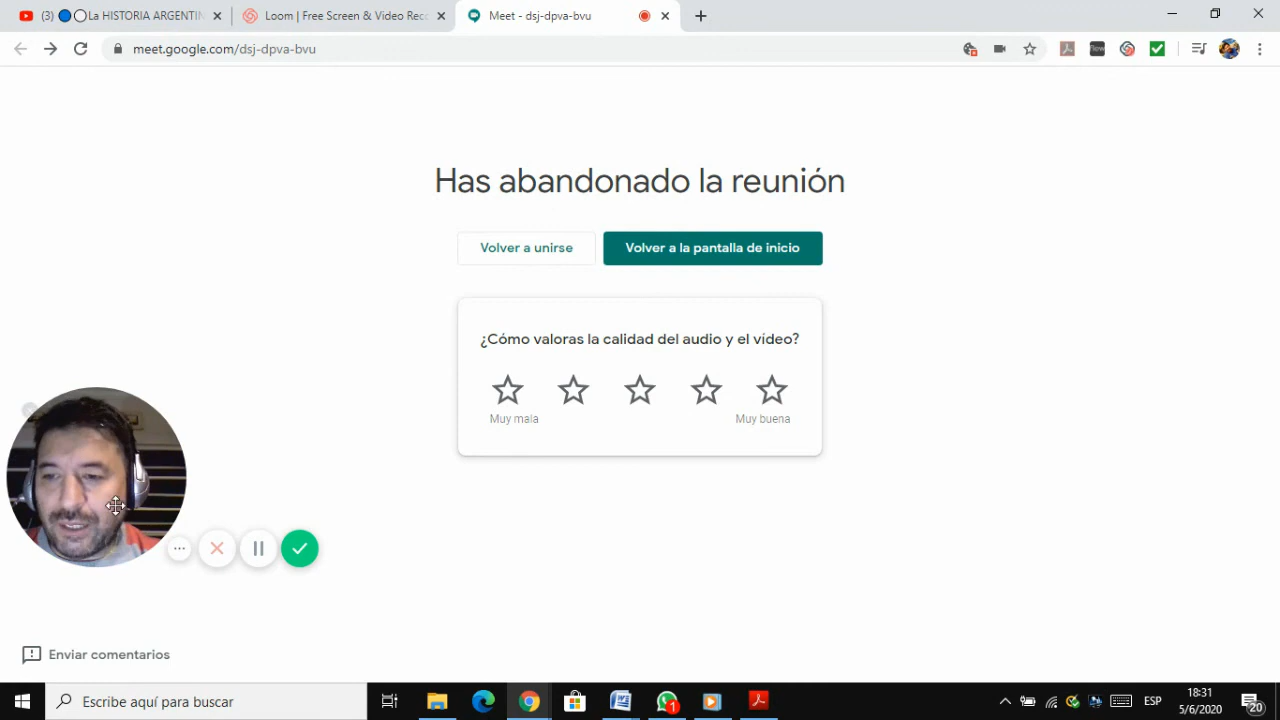 (3) 🔵⚪La HISTORIA ARGENTIN
Loom | Free Screen & Video Rec
Meet - dsj-dpva-bvu
meet.google.com/dsj-dpva-bvu
Has abandonado la reunión
Volver a unirse
Volver a la pantalla de inicio
¿Cómo valoras la calidad del audio y el vídeo?
Muy mala
Muy buena
Enviar comentarios
Escribe aquí para buscar
1
ESP
18:31
5/6/2020
20